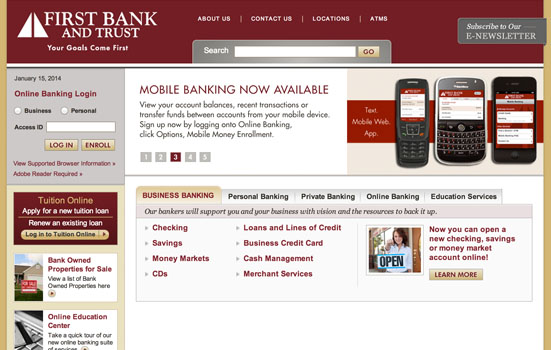 FIRST BANK
AND TRUST
Your Goals Come First
ABOUT US | CONTACT US | LOCATIONS | ATMS
Subscribe to Our
E-NEWSLETTER
Search
GO
January 15, 2014
Online Banking Login
Business
Personal
Access ID
LOG IN
ENROLL
View Supported Browser Information »
Adobe Reader Required »
MOBILE BANKING NOW AVAILABLE
View your account balances, recent transactions or
transfer funds between accounts from your mobile device.
Sign up now by logging onto Online Banking,
click Options, Mobile Money Enrollment.
1 2 3 4 5
Text.
Mobile Web.
App.
FIRST BANK
AND TRUST
Tuition Online
Apply for a new tuition loan
Renew an existing loan
Log in to Tuition Online
Bank Owned
Properties for Sale
View a list of Bank
Owned Properties here
FOR SALE
Online Education
Center
Take a quick tour of our
new online banking suite
of services
BUSINESS BANKING
Personal Banking
Private Banking
Online Banking
Education Services
Our bankers will support you and your business with vision and the resources to back it up.
Checking
Savings
Money Markets
CDs
Loans and Lines of Credit
Business Credit Card
Cash Management
Merchant Services
OPEN
Now you can open a
new checking, savings
or money market
account online!
LEARN MORE